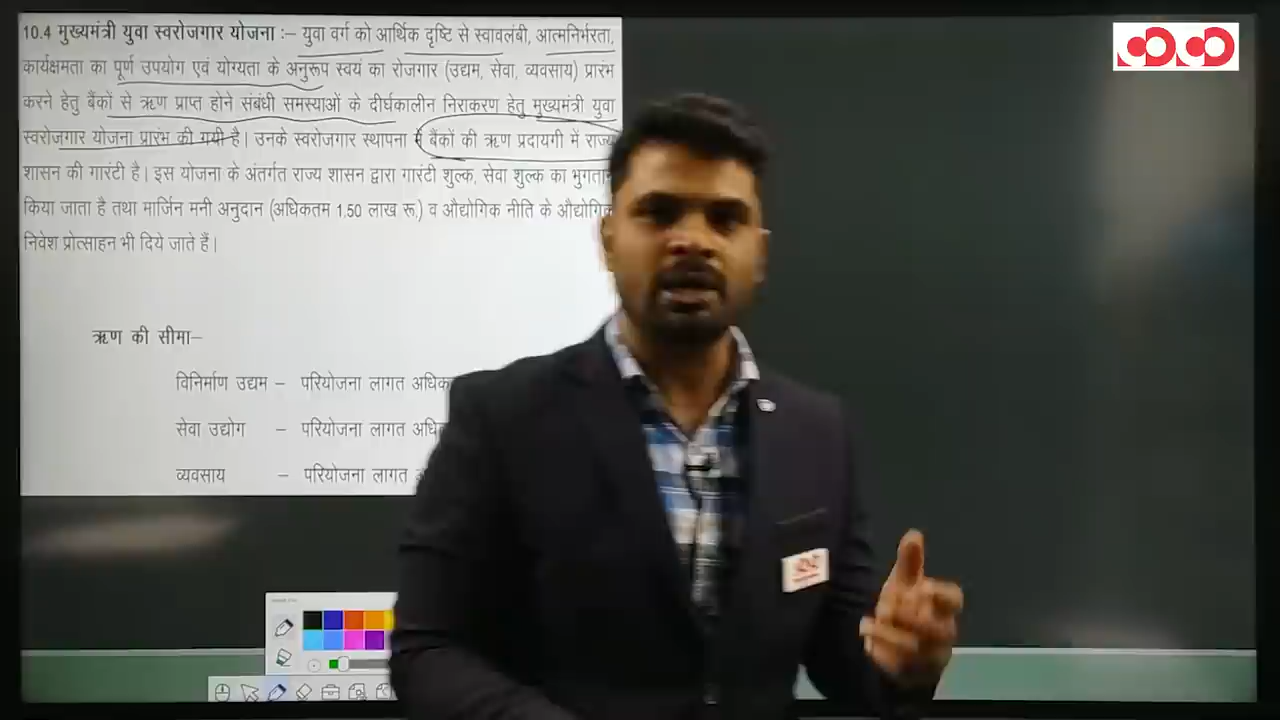 10.4 मुख्यमंत्री युवा स्वरोजगार योजना :– युवा वर्ग को आर्थिक दृष्टि से स्वावलंबी, आत्मनिर्भरता,
कार्यक्षमता का पूर्ण उपयोग एवं योग्यता के अनुरूप स्वयं का रोजगार (उद्यम, सेवा, व्यवसाय) प्रारंभ
करने हेतु बैंकों से ऋण प्राप्त होने संबंधी समस्याओं के दीर्घकालीन निराकरण हेतु मुख्यमंत्री युवा
स्वरोजगार योजना प्रारंभ की गयी है। उनके स्वरोजगार स्थापना में बैंकों की ऋण प्रदायगी में राज्य
शासन की गारंटी है। इस योजना के अंतर्गत राज्य शासन द्वारा गारंटी शुल्क, सेवा शुल्क का
किया जाता है तथा मार्जिन मनी अनुदान (अधिकतम 1.50 लाख रू.) व औद्योगिक नीति के
निवेश प्रोत्साहन भी दिये जाते हैं।
ऋण की सीमा–
विनिर्माण उद्यम – परियोजना लागत
सेवा उद्योग – परियोजना लागत
व्यवसाय – परियोजना लागत